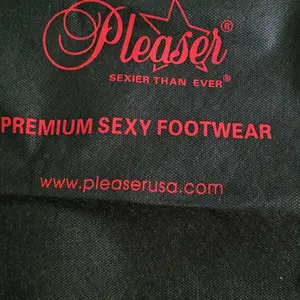 Pleaser®
SEXIER THAN EVER®
PREMIUM SEXY FOOTWEAR
www.pleaserusa.com